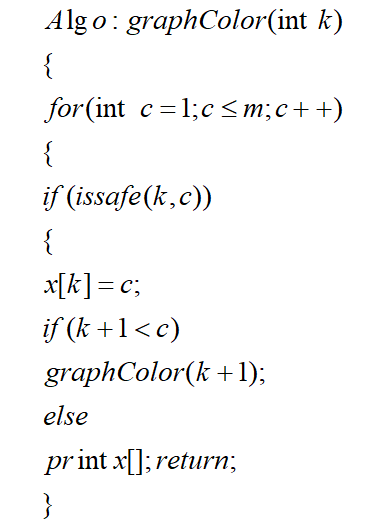 Algo: graphColor(int k)
{
for(int c = 1; c ≤ m; c + +)
{
if (issafe(k, c))
{
x[k] = c;
if (k + 1 < c)
graphColor(k + 1);
else
print x[]; return;
}